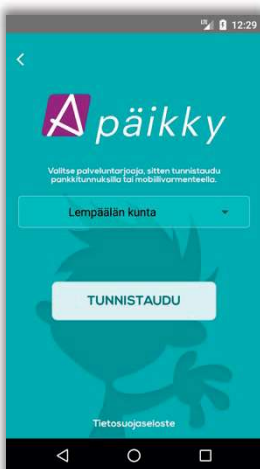 12:29
A päikky
Valitse palveluntarjoaja, sitten tunnistaudu
pankkitunnuksilla tai mobiilivarmenteella.
Lempäälän kunta
TUNNISTAUDU
Tietosuojaseloste